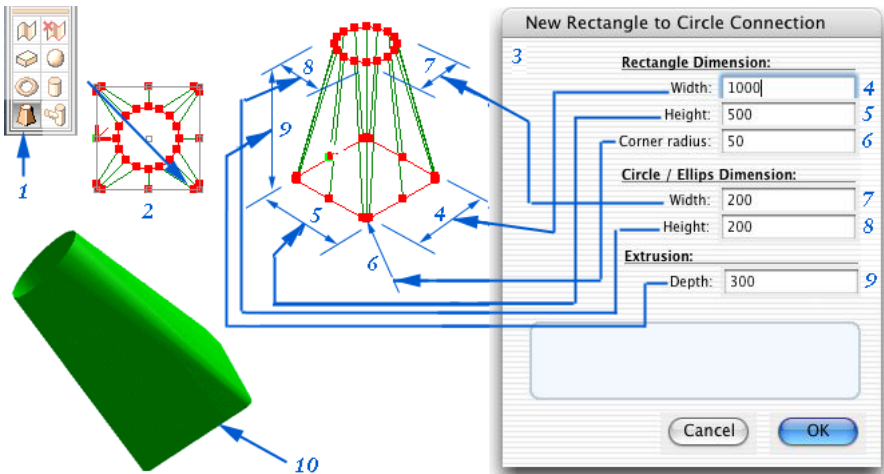 1
2
8
7
9
5
4
6
10
New Rectangle to Circle Connection
3
Rectangle Dimension:
Width: 1000 4
Height: 500 5
Corner radius: 50 6
Circle / Ellips Dimension:
Width: 200 7
Height: 200 8
Extrusion:
Depth: 300 9
Cancel OK